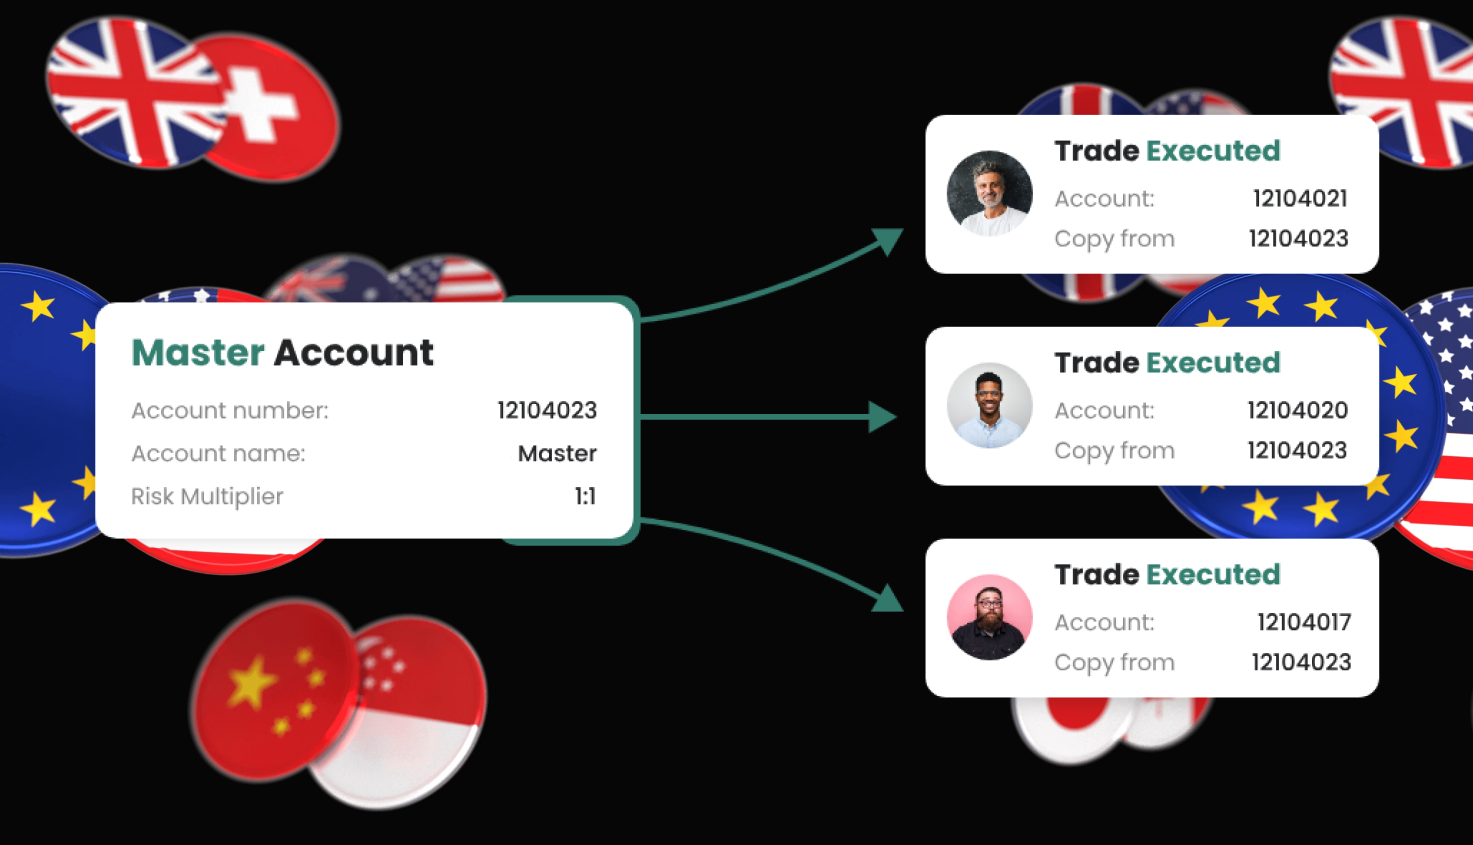 Master Account
Account number: 12104023
Account name: Master
Risk Multiplier 1:1
Trade Executed
Account: 12104021
Copy from 12104023
Trade Executed
Account: 12104020
Copy from 12104023
Trade Executed
Account: 12104017
Copy from 12104023